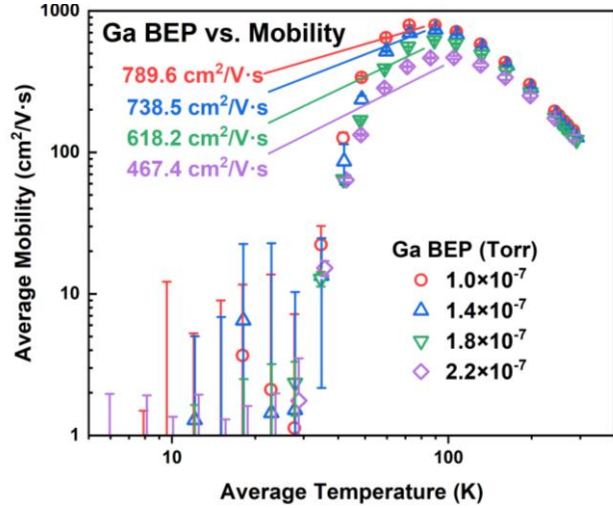 Ga BEP vs. Mobility
789.6 cm²/V·s
738.5 cm²/V·s
618.2 cm²/V·s
467.4 cm²/V·s
Average Mobility (cm²/V·s)
1000
100
10
1
Ga BEP (Torr)
1.0×10⁻⁷
1.4×10⁻⁷
1.8×10⁻⁷
2.2×10⁻⁷
10
100
Average Temperature (K)